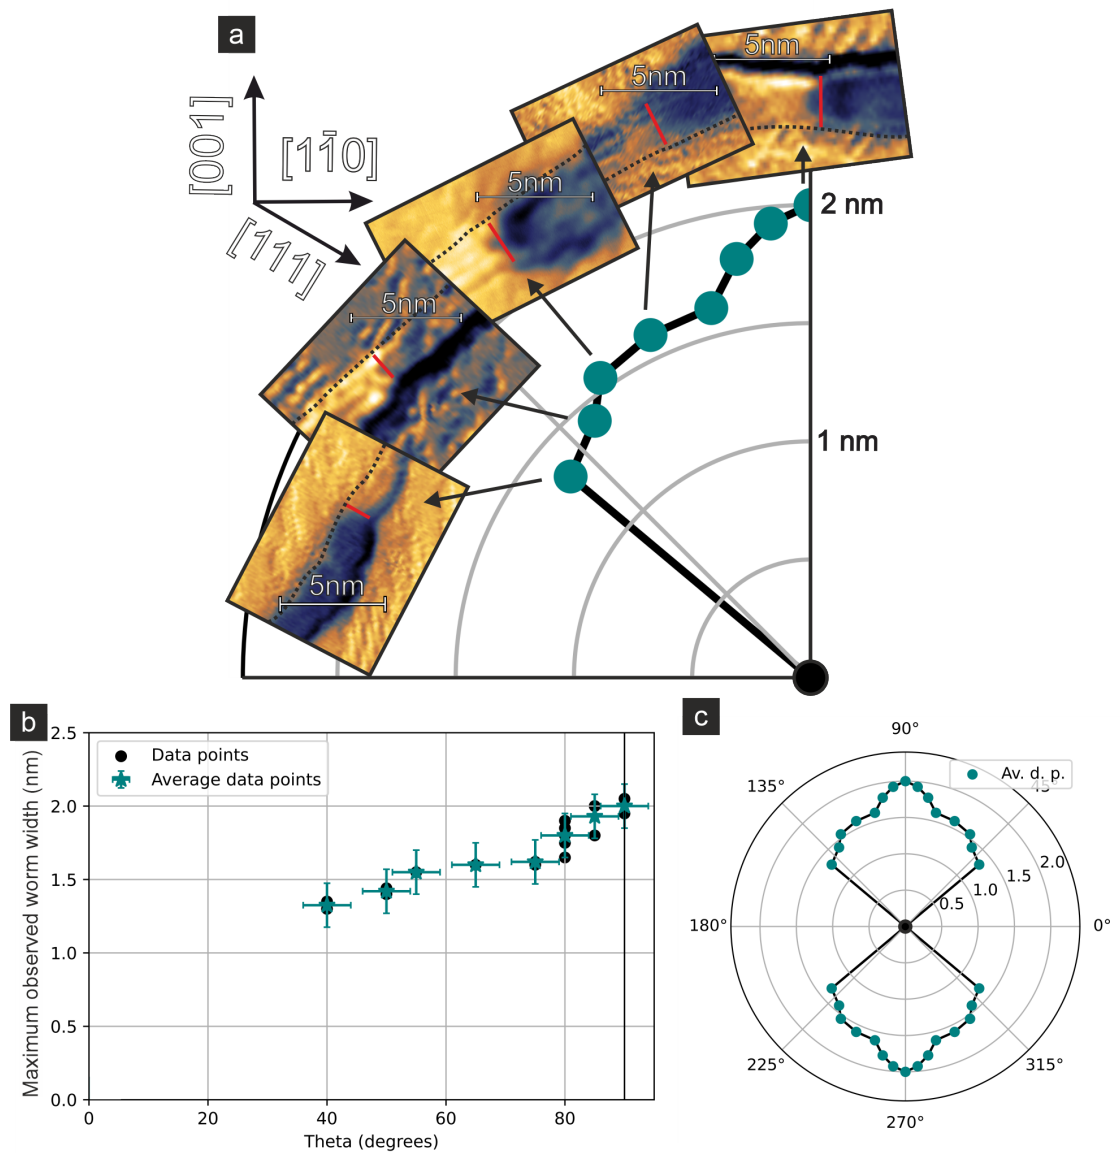 a
[001]
[11̄0]
[111]
5nm
5nm
5nm
5nm
5nm
2 nm
1 nm
b
Maximum observed worm width (nm)
2.5
2.0
1.5
1.0
0.5
0.0
Data points
Average data points
0
20
40
60
80
Theta (degrees)
c
90°
Av. d. p.
45°
135°
2.0
1.5
1.0
0.5
180°
0°
225°
315°
270°